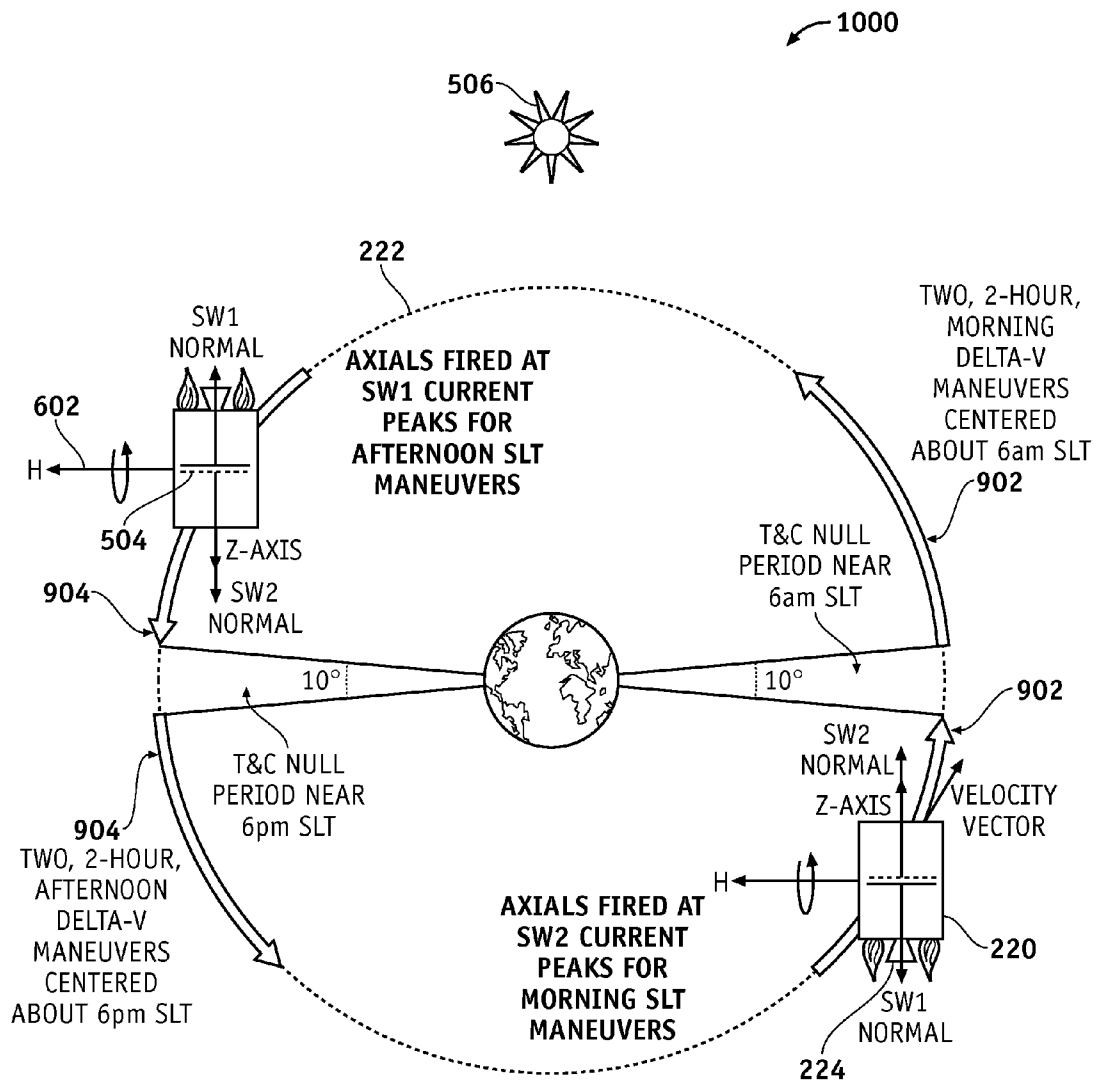 1000
506
222
SW1
NORMAL
AXIALS FIRED AT
SW1 CURRENT
PEAKS FOR
AFTERNOON SLT
MANEUVERS
TWO, 2-HOUR,
MORNING
DELTA-V
MANEUVERS
CENTERED
ABOUT 6am SLT
902
602
H
504
Z-AXIS
SW2
NORMAL
904
T&C NULL
PERIOD NEAR
6am SLT
10°
10°
902
T&C NULL
PERIOD NEAR
6pm SLT
SW2
NORMAL
Z-AXIS
VELOCITY
VECTOR
904
TWO, 2-HOUR,
AFTERNOON
DELTA-V
MANEUVERS
CENTERED
ABOUT 6pm SLT
H
AXIALS FIRED AT
SW2 CURRENT
PEAKS FOR
MORNING SLT
MANEUVERS
220
SW1
NORMAL
224